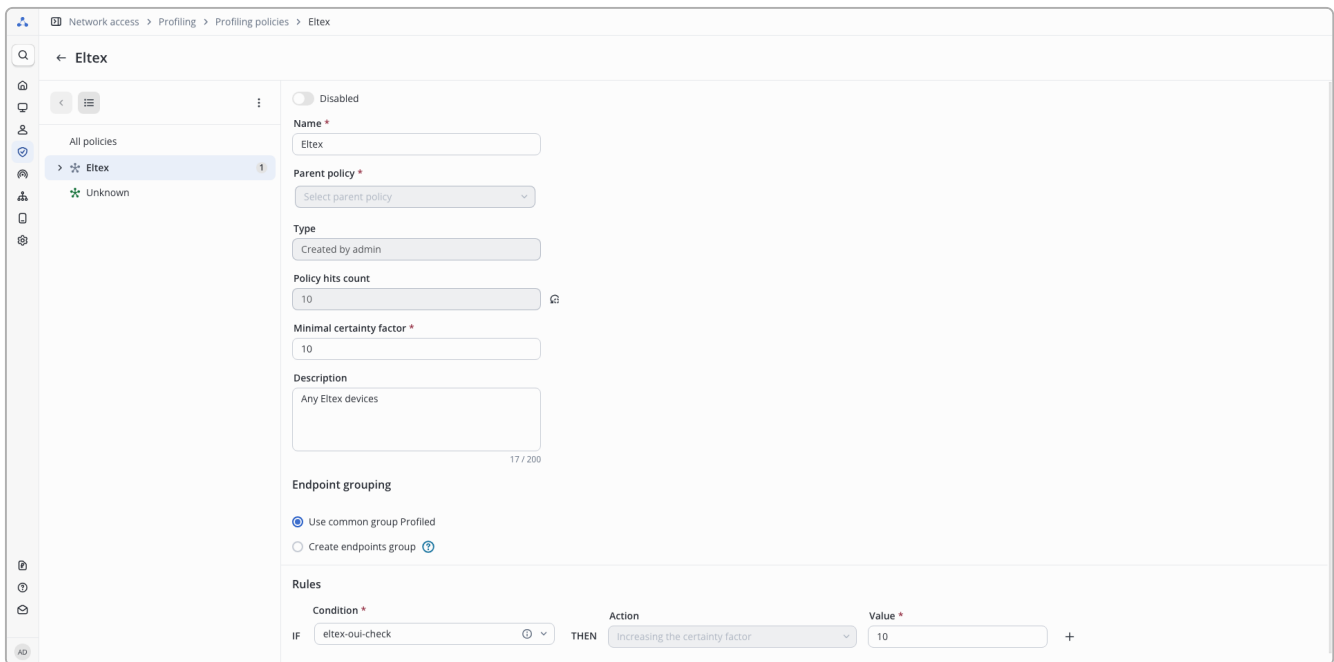 Network access > Profiling > Profiling policies > Eltex
← Eltex
Disabled
All policies
Eltex 1
Unknown
Name *
Eltex
Parent policy *
Select parent policy
Type
Created by admin
Policy hits count
10
Minimal certainty factor *
10
Description
Any Eltex devices
17 / 200
Endpoint grouping
Use common group Profiled
Create endpoints group ?
Rules
Condition *
Action
Value *
IF eltex-oui-check THEN Increasing the certainty factor 10 +
AD